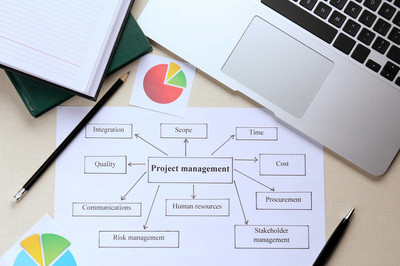 Integration
Scope
Time
Quality
Project management
Cost
Communications
Human resources
Procurement
Risk management
Stakeholder
management